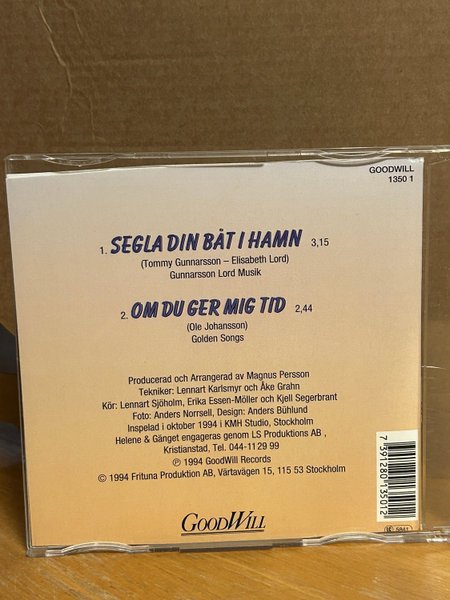 GOODWILL
1350 1
1. SEGLA DIN BÅT I HAMN 3,15
(Tommy Gunnarsson – Elisabeth Lord)
Gunnarsson Lord Musik
2. OM DU GER MIG TID 2,44
(Ole Johansson)
Golden Songs
Producerad och Arrangerad av Magnus Persson
Tekniker: Lennart Karlsmyr och Åke Grahn
Kör: Lennart Sjöholm, Erika Essen-Möller och Kjell Segerbrant
Foto: Anders Norrsell, Design: Anders Bühlund
Inspelad i oktober 1994 i KMH Studio, Stockholm
Helene & Gänget engageras genom LS Produktions AB ,
Kristianstad, Tel. 044-11 29 99
℗ 1994 GoodWill Records
© 1994 Frituna Produktion AB, Värtavägen 15, 115 53 Stockholm
GOODWILL
7 391280 135012
5841